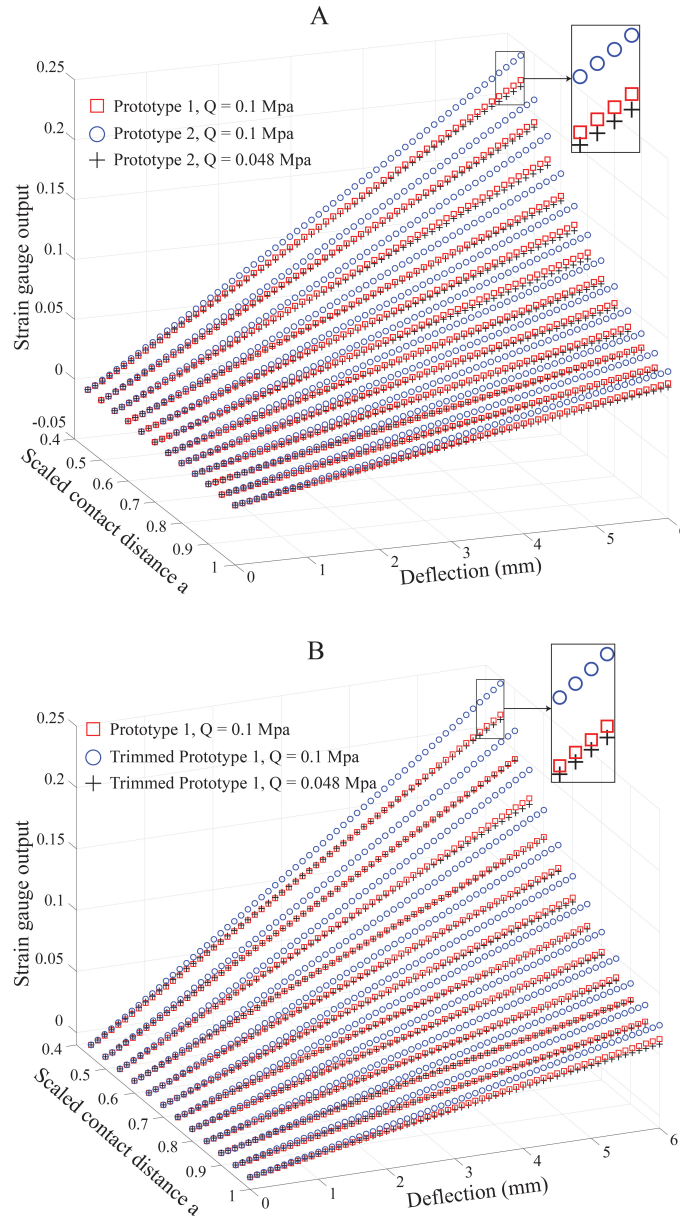 A
0.25
0.2
0.15
0.1
0.05
0
-0.05
Strain gauge output
Prototype 1, Q = 0.1 Mpa
Prototype 2, Q = 0.1 Mpa
Prototype 2, Q = 0.048 Mpa
0.4
0.5
0.6
0.7
0.8
0.9
1
Scaled contact distance a
0
1
2
3
4
5
6
Deflection (mm)
B
0.25
0.2
0.15
0.1
0.05
0
Strain gauge output
Prototype 1, Q = 0.1 Mpa
Trimmed Prototype 1, Q = 0.1 Mpa
Trimmed Prototype 1, Q = 0.048 Mpa
0.4
0.5
0.6
0.7
0.8
0.9
1
Scaled contact distance a
0
1
2
3
4
5
6
Deflection (mm)